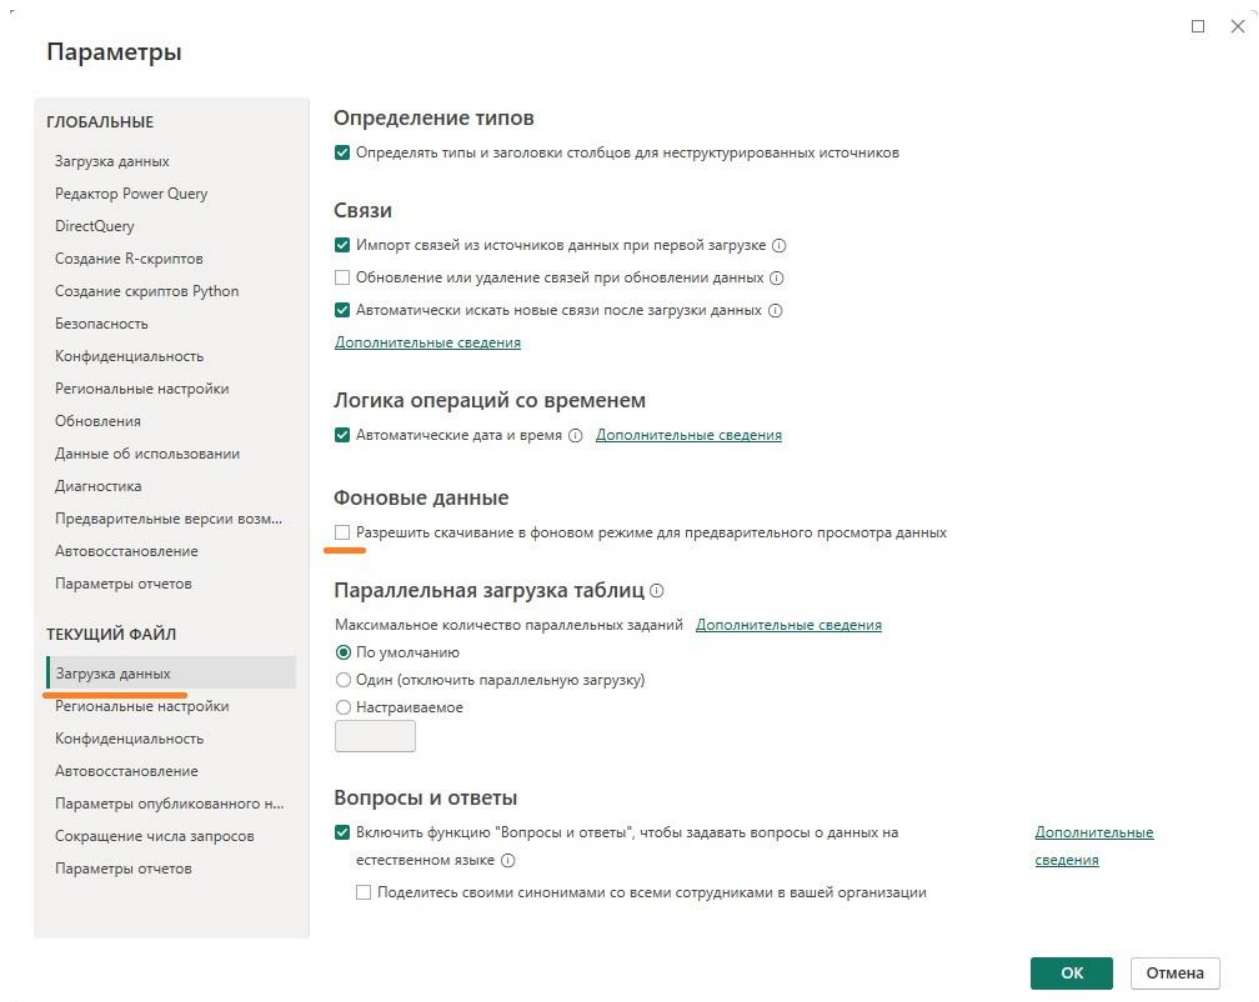 Параметры
ГЛОБАЛЬНЫЕ
Загрузка данных
Редактор Power Query
DirectQuery
Создание R-скриптов
Создание скриптов Python
Безопасность
Конфиденциальность
Региональные настройки
Обновления
Данные об использовании
Диагностика
Предварительные версии возм...
Автовосстановление
Параметры отчетов
ТЕКУЩИЙ ФАЙЛ
Загрузка данных
Региональные настройки
Конфиденциальность
Автовосстановление
Параметры опубликованного н...
Сокращение числа запросов
Параметры отчетов
Определение типов
Определять типы и заголовки столбцов для неструктурированных источников
Связи
Импорт связей из источников данных при первой загрузке
Обновление или удаление связей при обновлении данных
Автоматически искать новые связи после загрузки данных
Дополнительные сведения
Логика операций со временем
Автоматические дата и время Дополнительные сведения
Фоновые данные
Разрешить скачивание в фоновом режиме для предварительного просмотра данных
Параллельная загрузка таблиц
Максимальное количество параллельных заданий Дополнительные сведения
По умолчанию
Один (отключить параллельную загрузку)
Настраиваемое
Вопросы и ответы
Включить функцию "Вопросы и ответы", чтобы задавать вопросы о данных на
естественном языке
Дополнительные
сведения
Поделитесь своими синонимами со всеми сотрудниками в вашей организации
ОК
Отмена